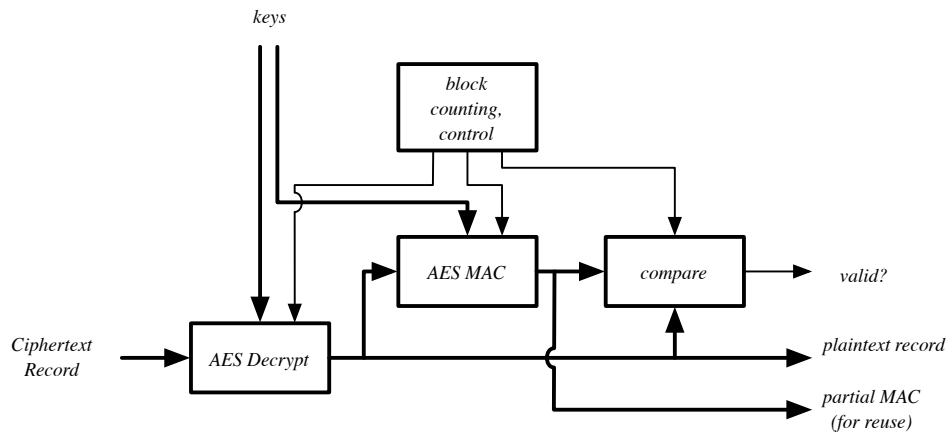 keys
block
counting,
control
AES MAC
compare
valid?
Ciphertext
Record
AES Decrypt
plaintext record
partial MAC
(for reuse)